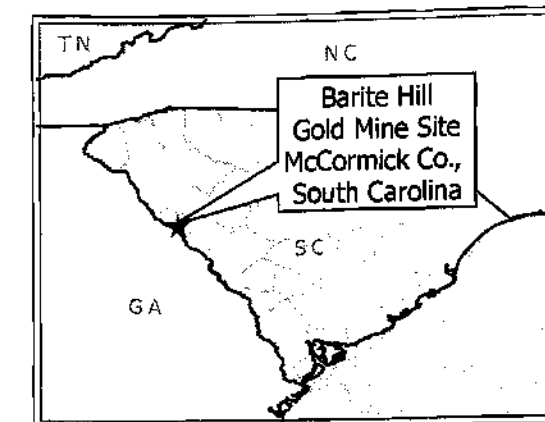 TN
NC
Barite Hill
Gold Mine Site
McCormick Co.,
South Carolina
SC
GA